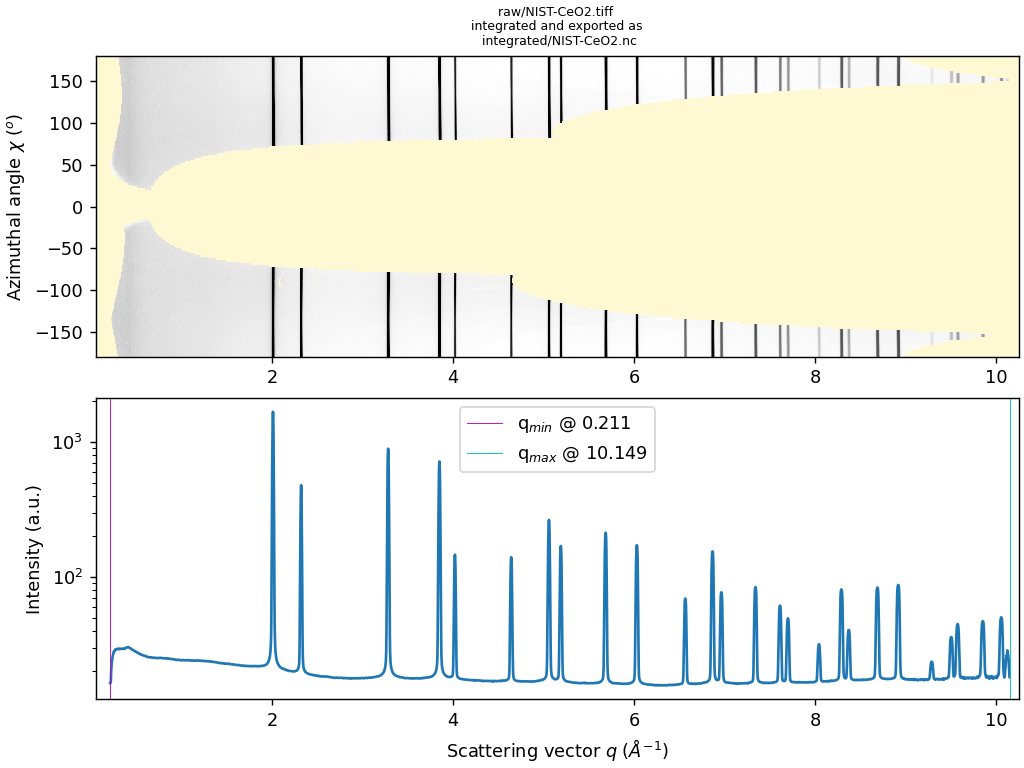 raw/NIST-CeO2.tiff
integrated and exported as
integrated/NIST-CeO2.nc
Azimuthal angle χ (°)
150
100
50
0
−50
−100
−150
2 4 6 8 10
Intensity (a.u.)
10³
10²
q_min @ 0.211
q_max @ 10.149
2 4 6 8 10
Scattering vector q (Å⁻¹)